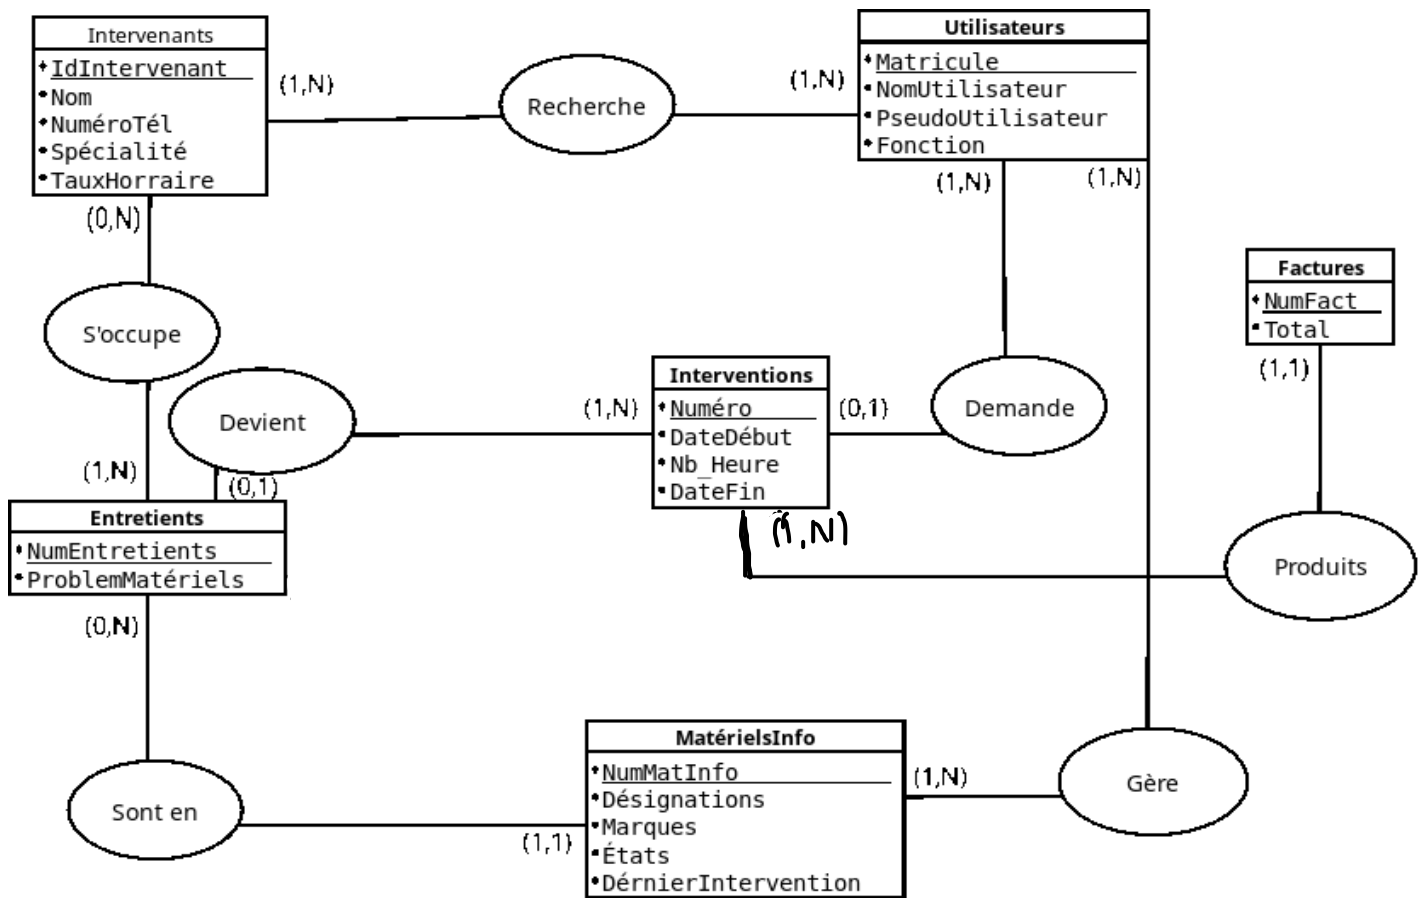 Intervenants
IdIntervenant
Nom
NuméroTél
Spécialité
TauxHorraire
(1,N)
Recherche
(1,N)
Utilisateurs
Matricule
NomUtilisateur
PseudoUtilisateur
Fonction
(0,N)
(1,N)
(1,N)
S'occupe
Factures
NumFact
Total
(1,1)
Devient
(1,N)
Interventions
Numéro
DateDébut
Nb_Heure
DateFin
(0,1)
Demande
(1,N)
(0,1)
Entretients
NumEntretients
ProblemMatériels
(1,N)
Produits
(0,N)
Sont en
(1,1)
MatérielsInfo
NumMatInfo
Désignations
Marques
États
DérnierIntervention
(1,N)
Gère